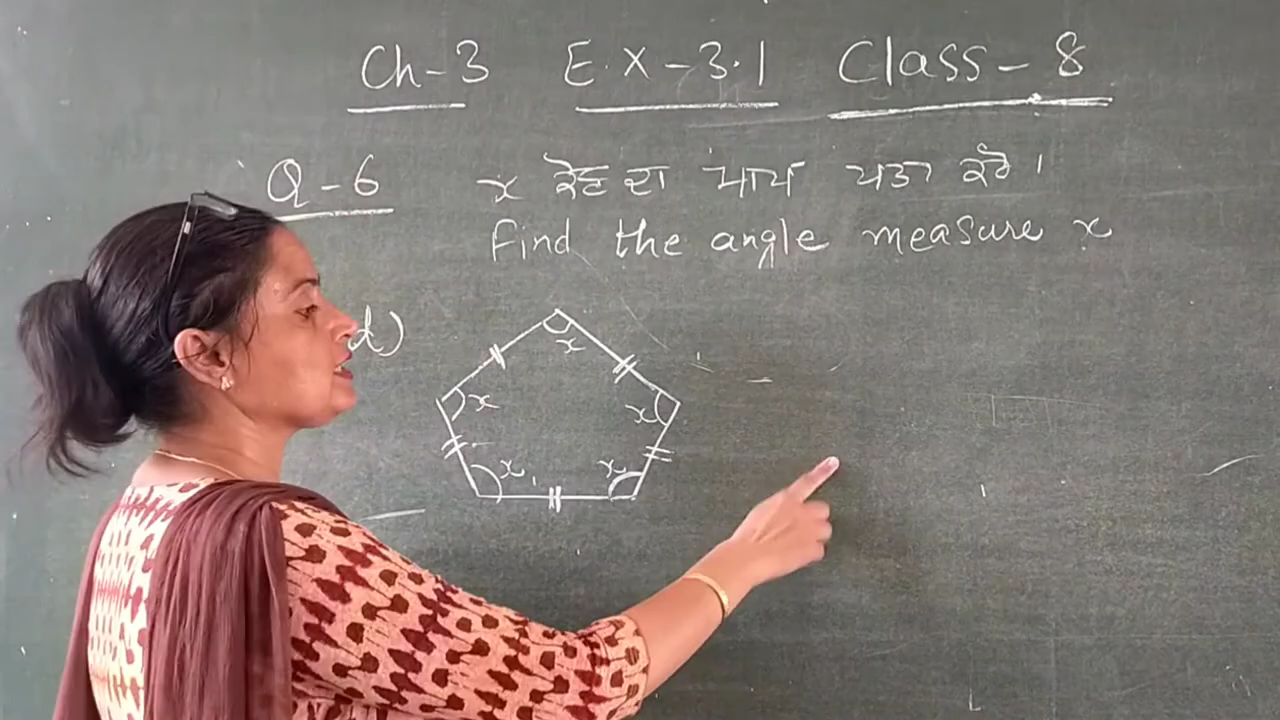 Ch-3 E.X-3.1 Class-8
Q-6 x ਕੋਣ ਦਾ ਮਾਪ ਪਤਾ ਕਰੋ।
Find the angle measure x
d)
x
x x
x x